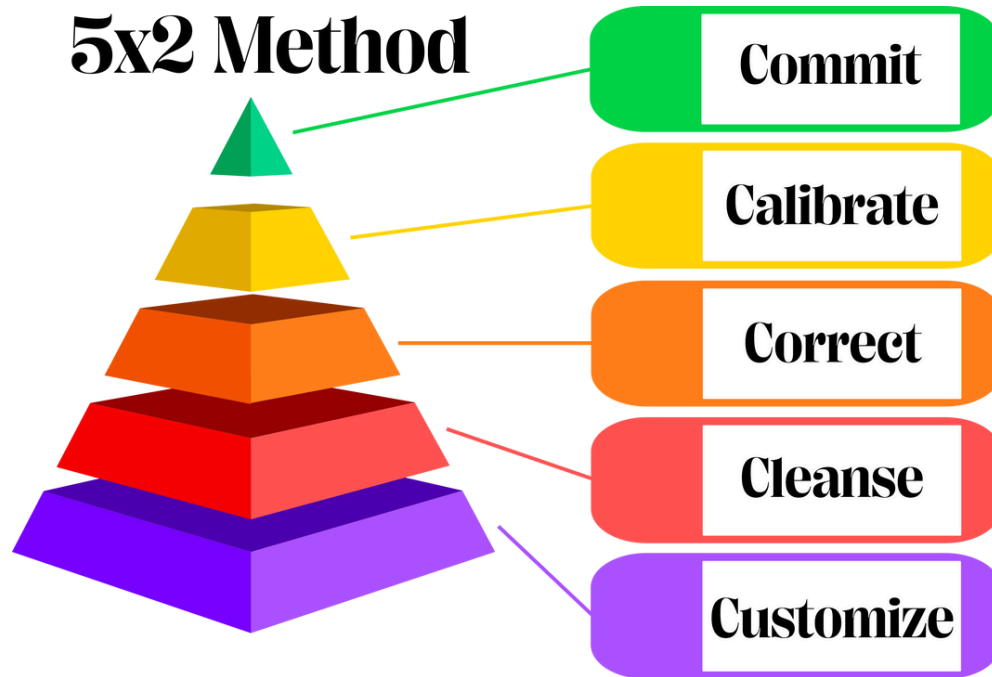 5x2 Method
Commit
Calibrate
Correct
Cleanse
Customize